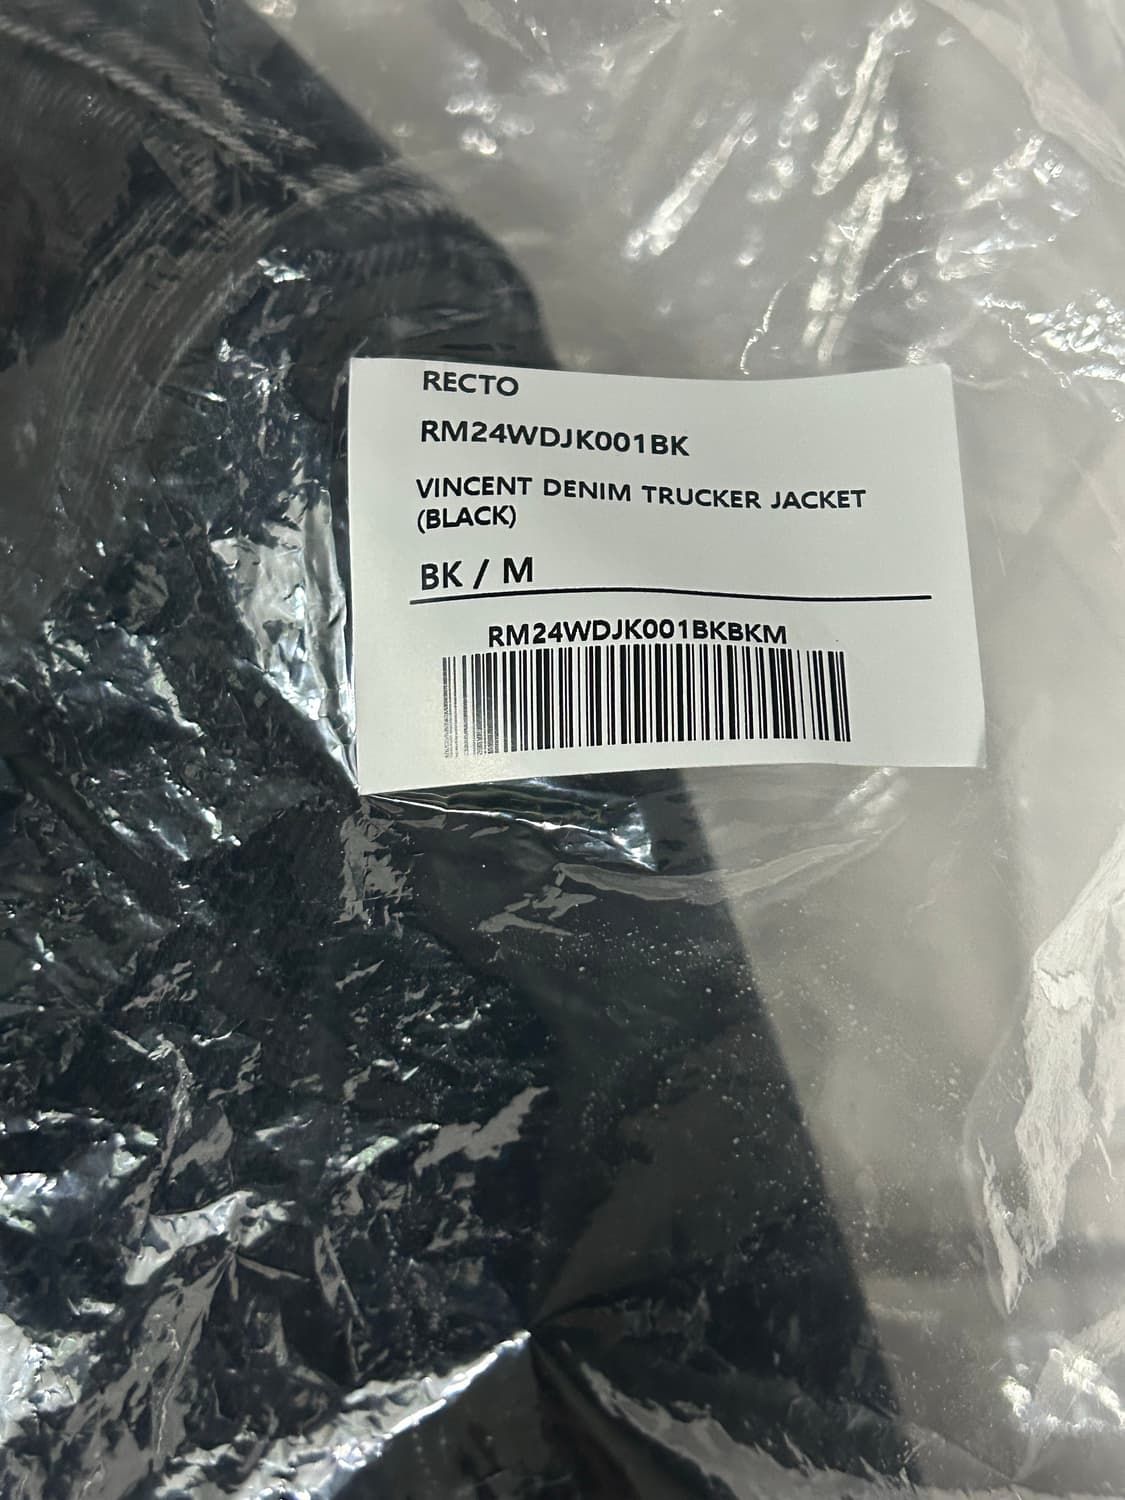 RECTO
RM24WDJK001BK
VINCENT DENIM TRUCKER JACKET
(BLACK)
BK / M
RM24WDJK001BKBKM